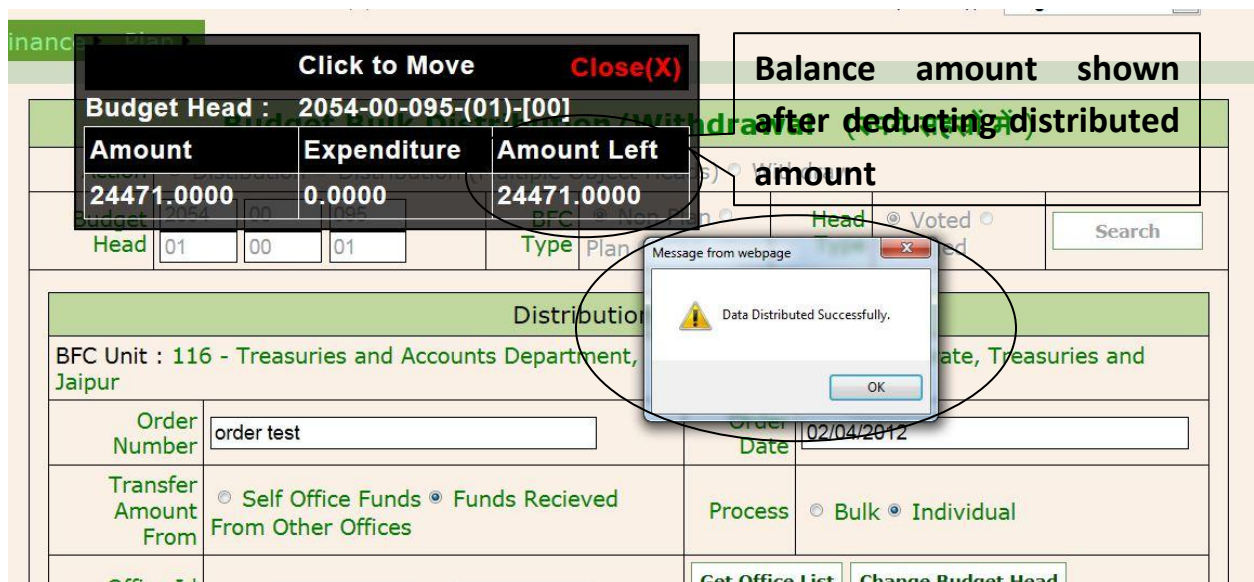 Click to Move Close(X)
Balance amount shown
after deducting distributed
amount
Budget Head : 2054-00-095-(01)-[00]
Amount Expenditure Amount Left
24471.0000 0.0000 24471.0000
Budget 2054 00 095 BFC Non Plan Head Voted
Head 01 00 01 Type Plan Search
Message from webpage
Data Distributed Successfully.
OK
Distribution
BFC Unit : 116 - Treasuries and Accounts Department, Treasuries and
Jaipur
Order order test Order 02/04/2012
Number Date
Transfer Self Office Funds Funds Recieved Process Bulk Individual
Amount From Other Offices
From
Get Office List Change Budget Head